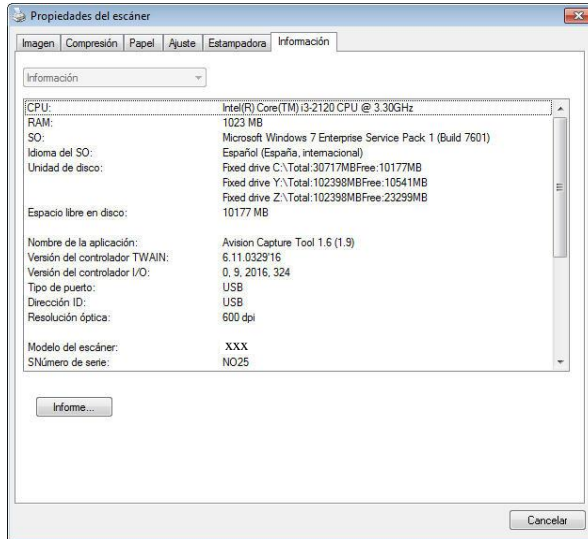 Propiedades del escáner
Imagen Compresión Papel Ajuste Estampadora Información
Información
CPU: Intel(R) Core(TM) i3-2120 CPU @ 3.30GHz
RAM: 1023 MB
SO: Microsoft Windows 7 Enterprise Service Pack 1 (Build 7601)
Idioma del SO: Español (España, internacional)
Unidad de disco: Fixed drive C:\Total:30717MBFree:10177MB
Fixed drive Y:\Total:102398MBFree:10541MB
Fixed drive Z:\Total:102398MBFree:23299MB
Espacio libre en disco: 10177 MB
Nombre de la aplicación: Avision Capture Tool 1.6 (1.9)
Versión del controlador TWAIN: 6.11.0329'16
Versión del controlador I/O: 0, 9, 2016, 324
Tipo de puerto: USB
Dirección ID: USB
Resolución óptica: 600 dpi
Modelo del escáner: XXX
SNúmero de serie: NO25
Informe...
Cancelar